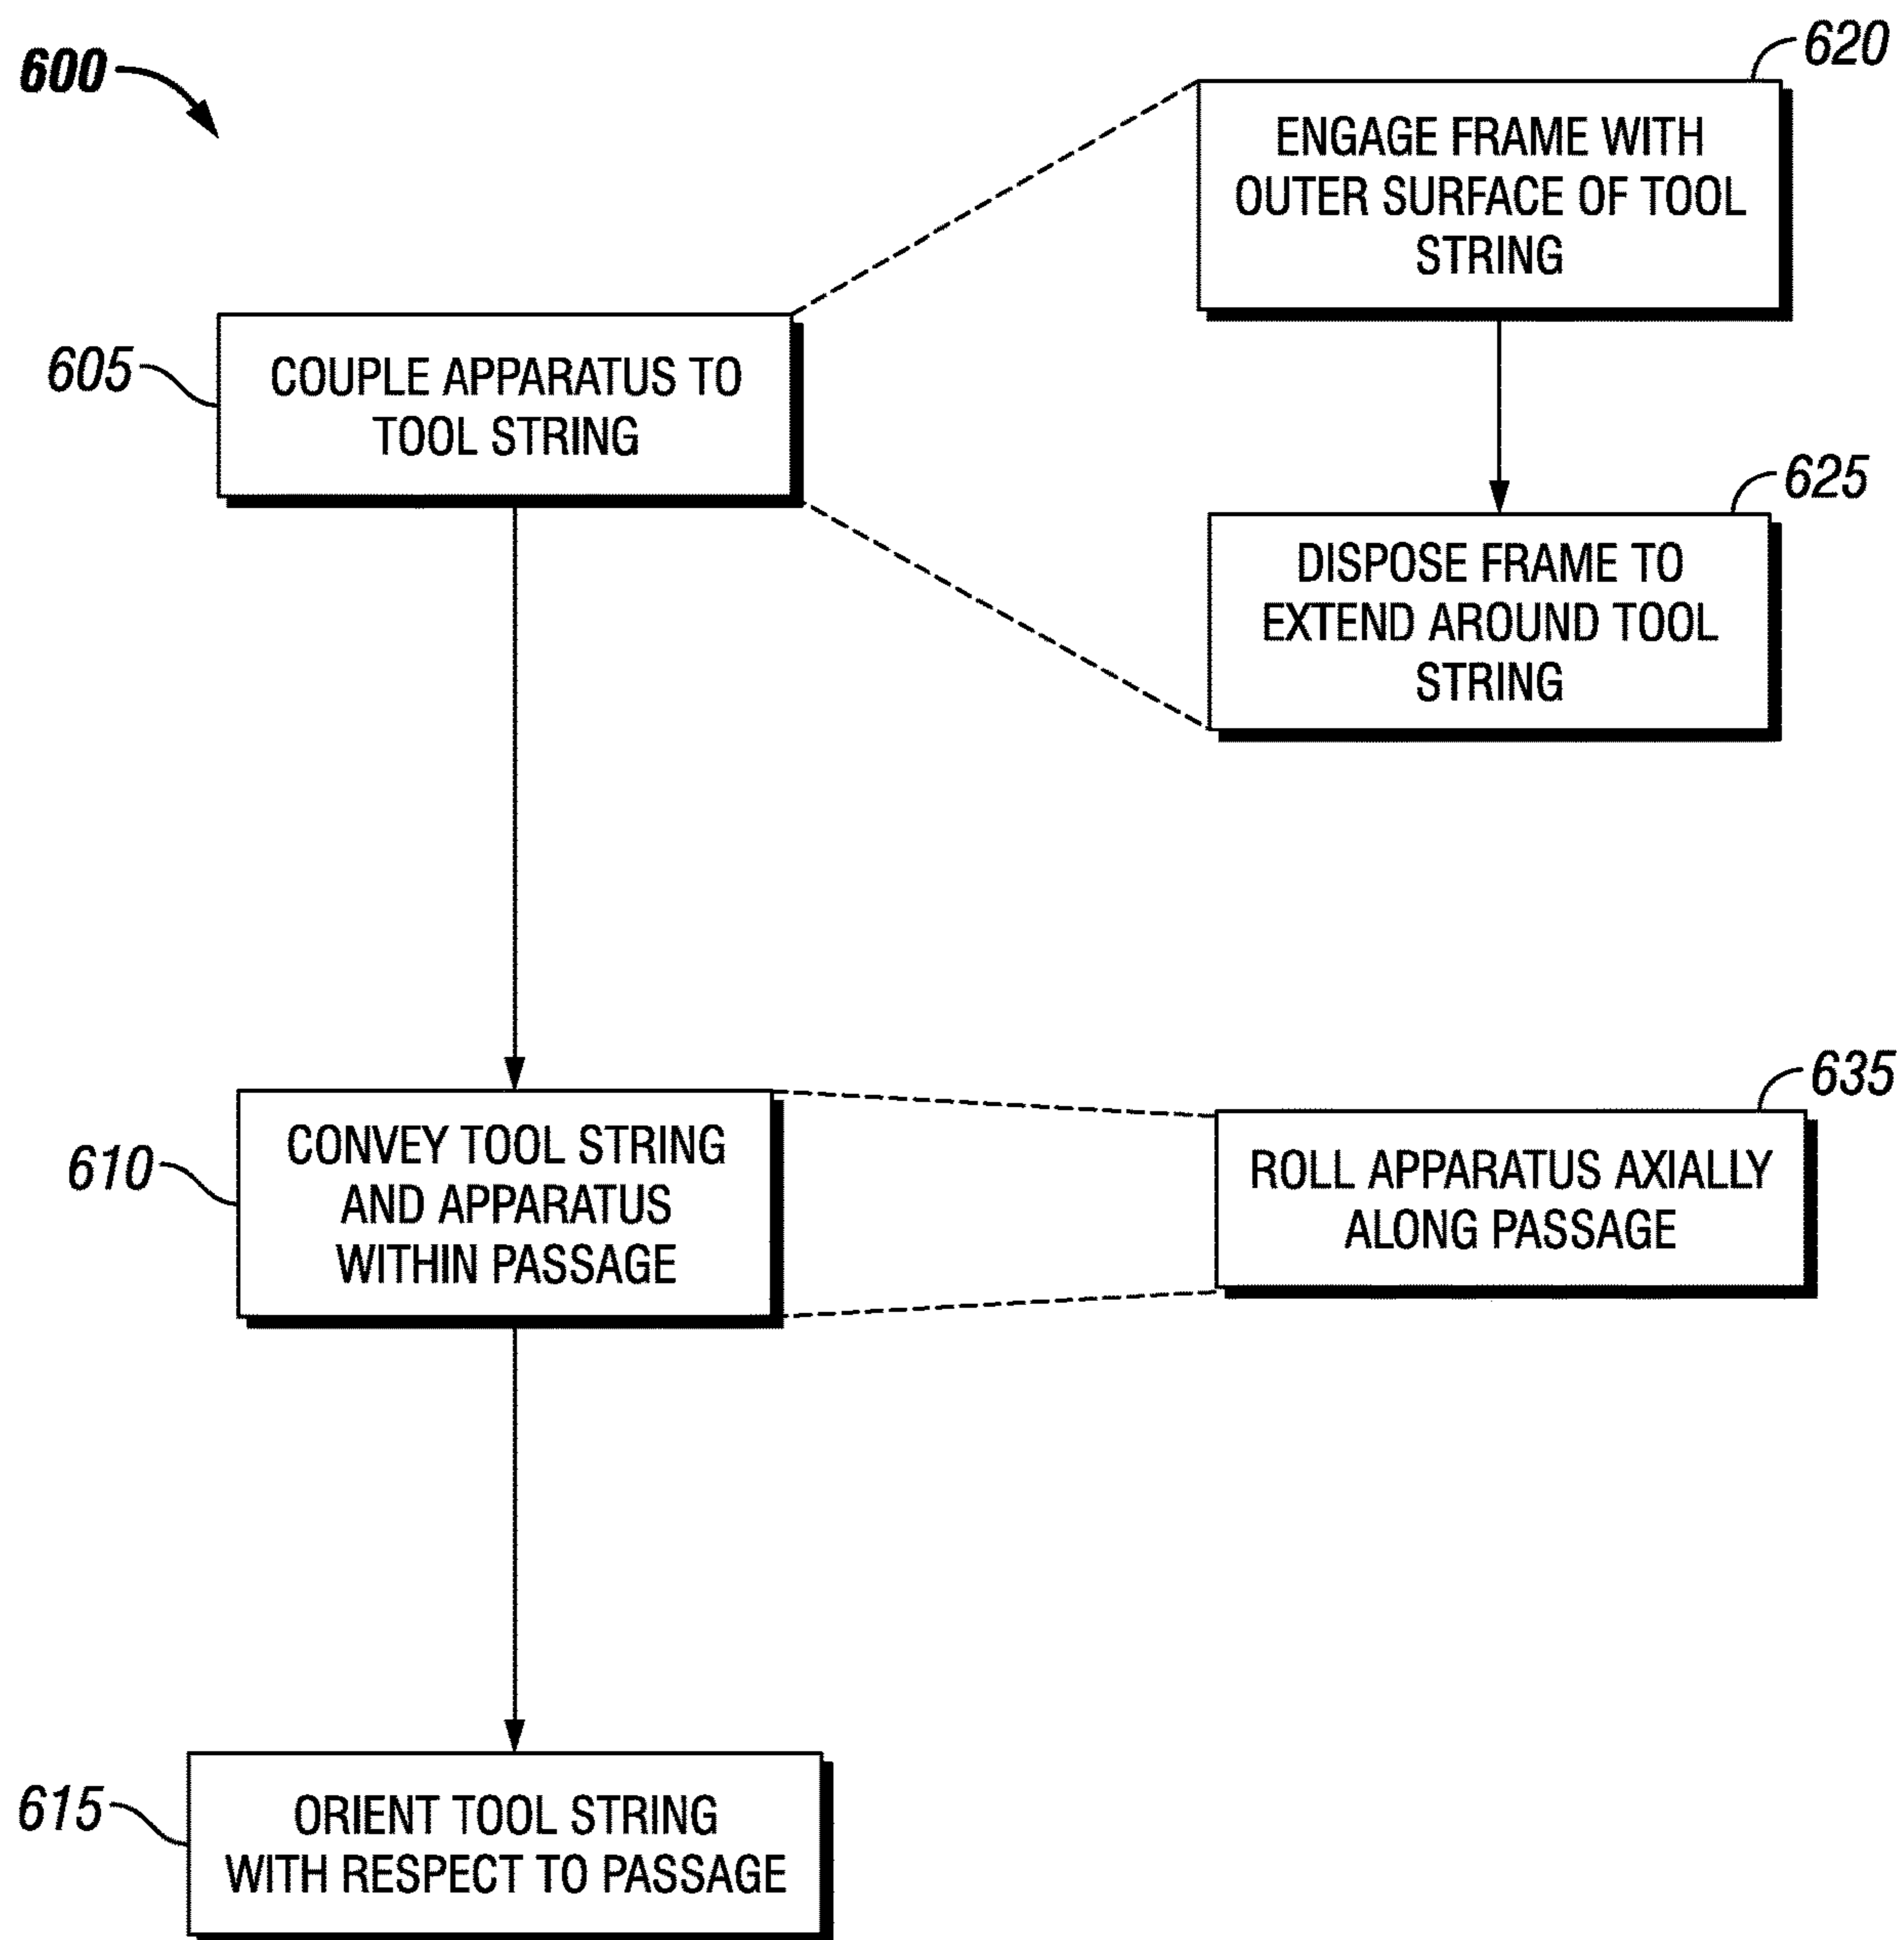 600
620
ENGAGE FRAME WITH
OUTER SURFACE OF TOOL
STRING
605
COUPLE APPARATUS TO
TOOL STRING
625
DISPOSE FRAME TO
EXTEND AROUND TOOL
STRING
610
CONVEY TOOL STRING
AND APPARATUS
WITHIN PASSAGE
635
ROLL APPARATUS AXIALLY
ALONG PASSAGE
615
ORIENT TOOL STRING
WITH RESPECT TO PASSAGE